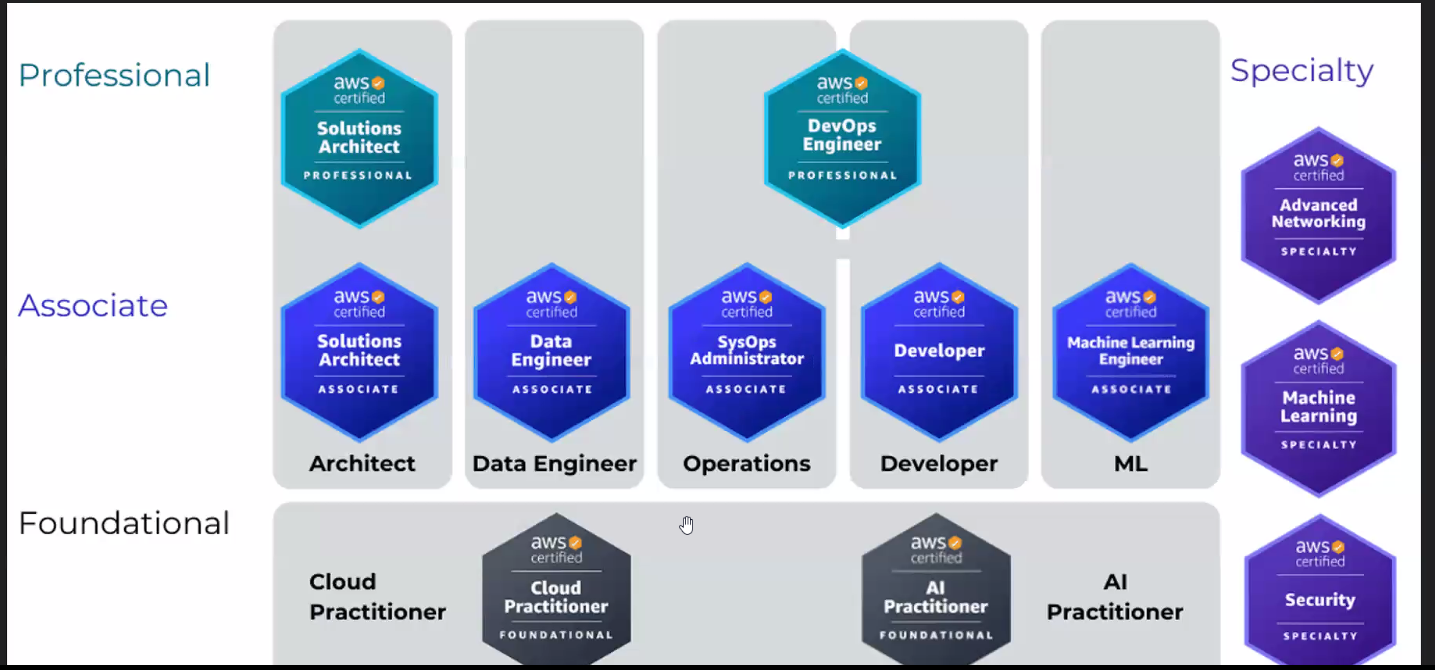 Professional
aws
certified
Solutions
Architect
PROFESSIONAL
aws
certified
DevOps
Engineer
PROFESSIONAL
Specialty
aws
certified
Advanced
Networking
SPECIALTY
Associate
aws
certified
Solutions
Architect
ASSOCIATE
Architect
aws
certified
Data
Engineer
ASSOCIATE
Data Engineer
aws
certified
SysOps
Administrator
ASSOCIATE
Operations
aws
certified
Developer
ASSOCIATE
Developer
aws
certified
Machine Learning
Engineer
ASSOCIATE
ML
aws
certified
Machine
Learning
SPECIALTY
Foundational
Cloud
Practitioner
aws
certified
Cloud
Practitioner
FOUNDATIONAL
aws
certified
AI
Practitioner
FOUNDATIONAL
AI
Practitioner
aws
certified
Security
SPECIALTY